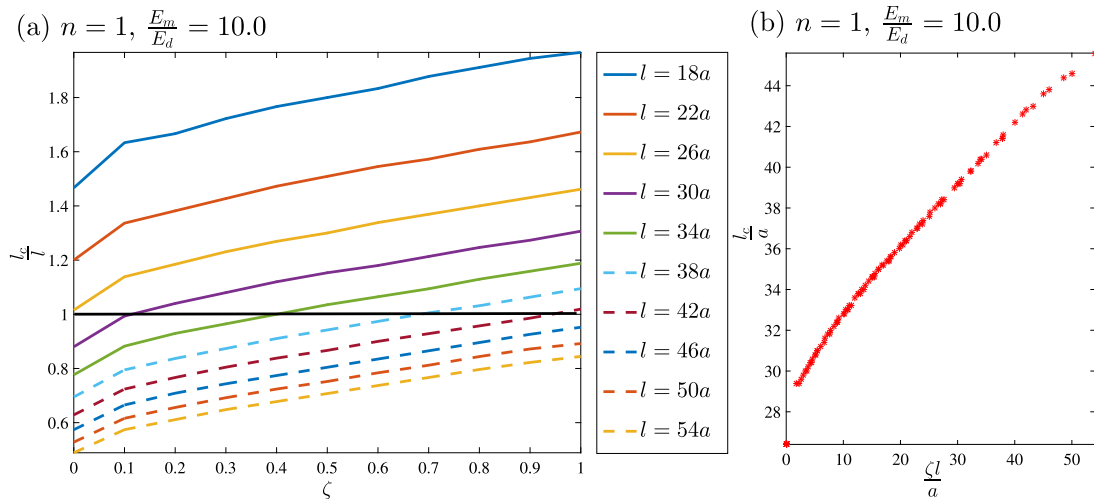 (a) n = 1, E_m/E_d = 10.0
l_c/l
1.8
1.6
1.4
1.2
1
0.8
0.6
0 0.1 0.2 0.3 0.4 0.5 0.6 0.7 0.8 0.9 1
ζ
l = 18a
l = 22a
l = 26a
l = 30a
l = 34a
l = 38a
l = 42a
l = 46a
l = 50a
l = 54a
(b) n = 1, E_m/E_d = 10.0
l_c/a
44
42
40
38
36
34
32
30
28
0 10 20 30 40 50
ζl/a